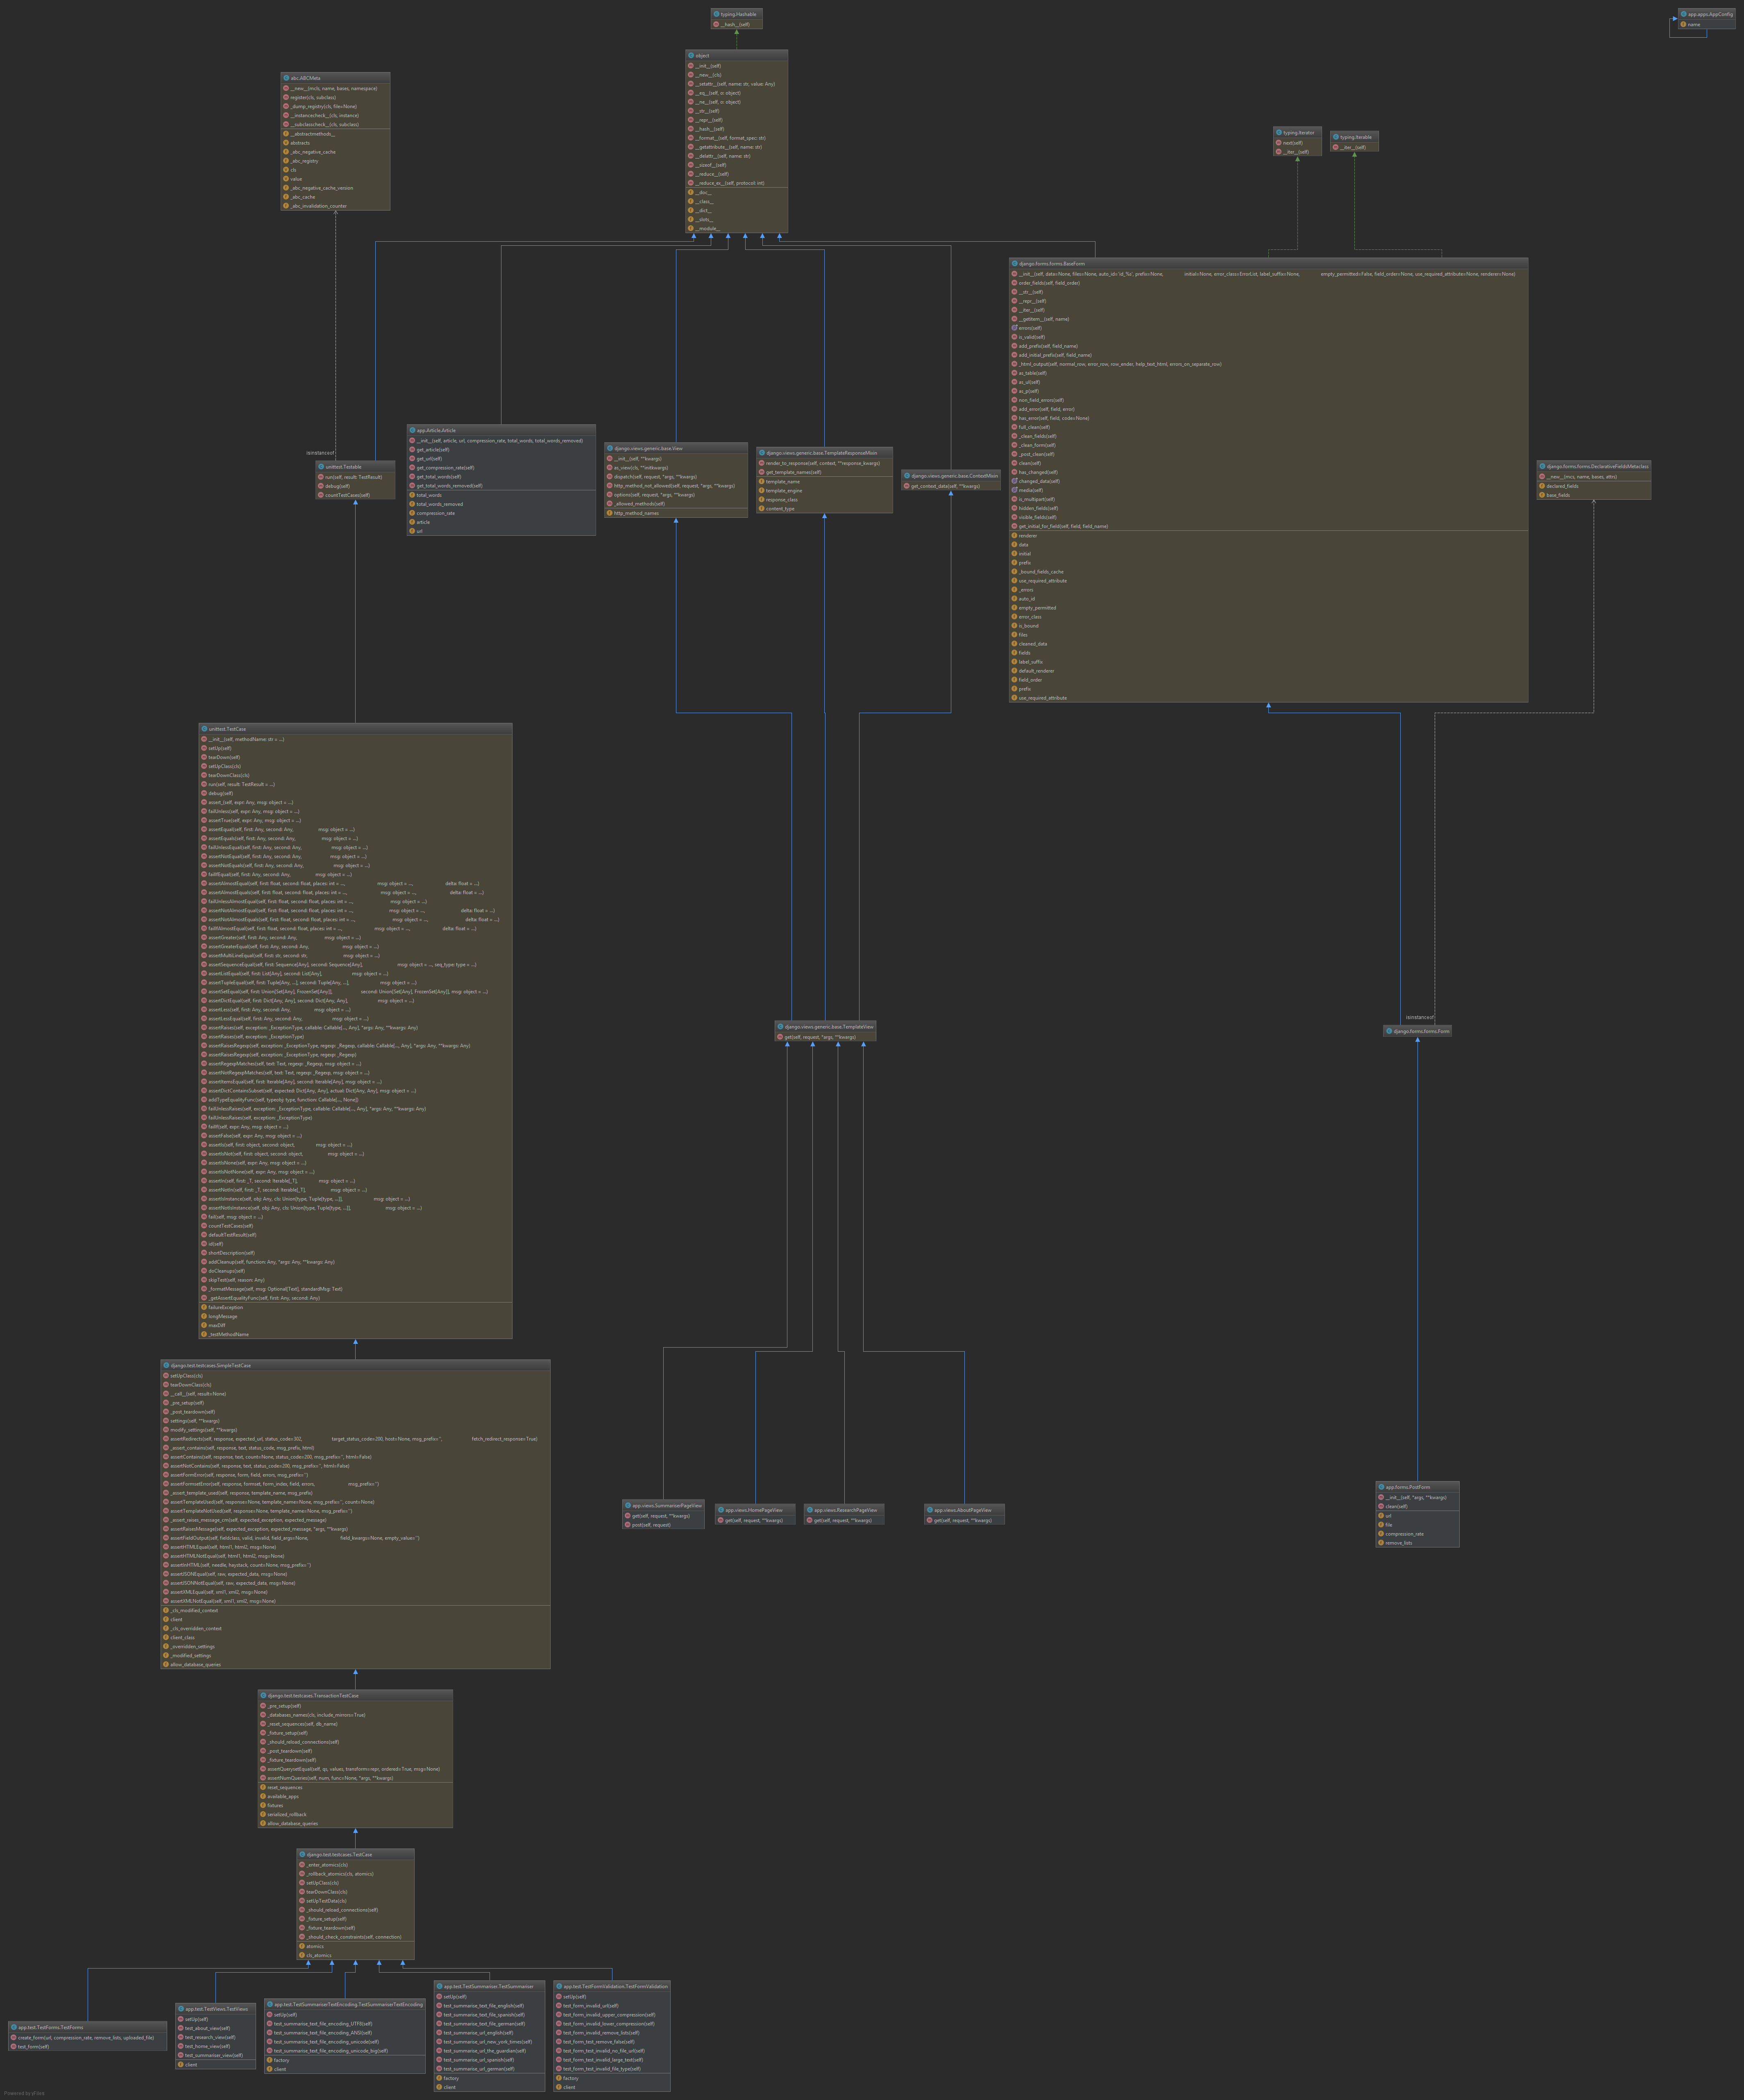 typing.Hashable
__hash__(self)
app.apps.AppConfig
name
object
__init__(self)
__new__(cls)
__setattr__(self, name: str, value: Any)
__eq__(self, o: object)
__ne__(self, o: object)
__str__(self)
__repr__(self)
__hash__(self)
__format__(self, format_spec: str)
__getattribute__(self, name: str)
__delattr__(self, name: str)
__sizeof__(self)
__reduce__(self)
__reduce_ex__(self, protocol: int)
__doc__
__class__
__dict__
__slots__
__module__
abc.ABCMeta
__new__(mcls, name, bases, namespace)
register(cls, subclass)
_dump_registry(cls, file=None)
__instancecheck__(cls, instance)
__subclasscheck__(cls, subclass)
__abstractmethods__
abstracts
_abc_negative_cache
_abc_registry
cls
value
_abc_negative_cache_version
_abc_cache
_abc_invalidation_counter
typing.Iterator
next(self)
__iter__(self)
typing.Iterable
__iter__(self)
django.forms.forms.BaseForm
__init__(self, data=None, files=None, auto_id='id_%s', prefix=None, initial=None, error_class=ErrorList, label_suffix=None, empty_permitted=False, field_order=None, use_required_attribute=None, renderer=None)
order_fields(self, field_order)
__str__(self)
__repr__(self)
__iter__(self)
__getitem__(self, name)
errors(self)
is_valid(self)
add_prefix(self, field_name)
add_initial_prefix(self, field_name)
_html_output(self, normal_row, error_row, row_ender, help_text_html, errors_on_separate_row)
as_table(self)
as_ul(self)
as_p(self)
non_field_errors(self)
add_error(self, field, error)
has_error(self, field, code=None)
full_clean(self)
_clean_fields(self)
_clean_form(self)
_post_clean(self)
clean(self)
has_changed(self)
changed_data(self)
media(self)
is_multipart(self)
hidden_fields(self)
visible_fields(self)
get_initial_for_field(self, field, field_name)
renderer
data
initial
prefix
_bound_fields_cache
use_required_attribute
_errors
auto_id
empty_permitted
error_class
is_bound
files
cleaned_data
fields
label_suffix
default_renderer
field_order
prefix
use_required_attribute
isinstanceof
unittest.Testable
run(self, result: TestResult)
debug(self)
countTestCases(self)
app.Article.Article
__init__(self, article, url, compression_rate, total_words, total_words_removed)
get_article(self)
get_url(self)
get_compression_rate(self)
get_total_words(self)
get_total_words_removed(self)
total_words
total_words_removed
compression_rate
article
url
django.views.generic.base.View
__init__(self, **kwargs)
as_view(cls, **initkwargs)
dispatch(self, request, *args, **kwargs)
http_method_not_allowed(self, request, *args, **kwargs)
options(self, request, *args, **kwargs)
_allowed_methods(self)
http_method_names
django.views.generic.base.TemplateResponseMixin
render_to_response(self, context, **response_kwargs)
get_template_names(self)
template_name
template_engine
response_class
content_type
django.views.generic.base.ContextMixin
get_context_data(self, **kwargs)
django.forms.forms.DeclarativeFieldsMetaclass
__new__(mcs, name, bases, attrs)
declared_fields
base_fields
unittest.TestCase
__init__(self, methodName: str = ...)
setUp(self)
tearDown(self)
setUpClass(cls)
tearDownClass(cls)
run(self, result: TestResult = ...)
debug(self)
assert_(self, expr: Any, msg: object = ...)
failUnless(self, expr: Any, msg: object = ...)
assertTrue(self, expr: Any, msg: object = ...)
assertEqual(self, first: Any, second: Any, msg: object = ...)
assertEquals(self, first: Any, second: Any, msg: object = ...)
failUnlessEqual(self, first: Any, second: Any, msg: object = ...)
assertNotEqual(self, first: Any, second: Any, msg: object = ...)
assertNotEquals(self, first: Any, second: Any, msg: object = ...)
failIfEqual(self, first: Any, second: Any, msg: object = ...)
assertAlmostEqual(self, first: float, second: float, places: int = ..., msg: object = ..., delta: float = ...)
assertAlmostEquals(self, first: float, second: float, places: int = ..., msg: object = ..., delta: float = ...)
failUnlessAlmostEqual(self, first: float, second: float, places: int = ..., msg: object = ...)
assertNotAlmostEqual(self, first: float, second: float, places: int = ..., msg: object = ..., delta: float = ...)
assertNotAlmostEquals(self, first: float, second: float, places: int = ..., msg: object = ..., delta: float = ...)
failIfAlmostEqual(self, first: float, second: float, places: int = ..., msg: object = ..., delta: float = ...)
assertGreater(self, first: Any, second: Any, msg: object = ...)
assertGreaterEqual(self, first: Any, second: Any, msg: object = ...)
assertMultiLineEqual(self, first: str, second: str, msg: object = ...)
assertSequenceEqual(self, first: Sequence[Any], second: Sequence[Any], msg: object = ..., seq_type: type = ...)
assertListEqual(self, first: List[Any], second: List[Any], msg: object = ...)
assertTupleEqual(self, first: Tuple[Any, ...], second: Tuple[Any, ...], msg: object = ...)
assertSetEqual(self, first: Union[Set[Any], FrozenSet[Any]], second: Union[Set[Any], FrozenSet[Any]], msg: object = ...)
assertDictEqual(self, first: Dict[Any, Any], second: Dict[Any, Any], msg: object = ...)
assertLess(self, first: Any, second: Any, msg: object = ...)
assertLessEqual(self, first: Any, second: Any, msg: object = ...)
assertRaises(self, exception: _ExceptionType, callable: Callable[..., Any], *args: Any, **kwargs: Any)
assertRaises(self, exception: _ExceptionType)
assertRaisesRegexp(self, exception: _ExceptionType, regexp: _Regexp, callable: Callable[..., Any], *args: Any, **kwargs: Any)
assertRaisesRegexp(self, exception: _ExceptionType, regexp: _Regexp)
assertRegexpMatches(self, text: Text, regexp: _Regexp, msg: object = ...)
assertNotRegexpMatches(self, text: Text, regexp: _Regexp, msg: object = ...)
assertItemsEqual(self, first: Iterable[Any], second: Iterable[Any], msg: object = ...)
assertDictContainsSubset(self, expected: Dict[Any, Any], actual: Dict[Any, Any], msg: object = ...)
addTypeEqualityFunc(self, typeobj: type, function: Callable[..., None])
failUnlessRaises(self, exception: _ExceptionType, callable: Callable[..., Any], *args: Any, **kwargs: Any)
failUnlessRaises(self, exception: _ExceptionType)
failIf(self, expr: Any, msg: object = ...)
assertFalse(self, expr: Any, msg: object = ...)
assertIs(self, first: object, second: object, msg: object = ...)
assertIsNot(self, first: object, second: object, msg: object = ...)
assertIsNone(self, expr: Any, msg: object = ...)
assertIsNotNone(self, expr: Any, msg: object = ...)
assertIn(self, first: _T, second: Iterable[_T], msg: object = ...)
assertNotIn(self, first: _T, second: Iterable[_T], msg: object = ...)
assertIsInstance(self, obj: Any, cls: Union[type, Tuple[type, ...]], msg: object = ...)
assertNotIsInstance(self, obj: Any, cls: Union[type, Tuple[type, ...]], msg: object = ...)
fail(self, msg: object = ...)
countTestCases(self)
defaultTestResult(self)
id(self)
shortDescription(self)
addCleanup(self, function: Any, *args: Any, **kwargs: Any)
doCleanups(self)
skipTest(self, reason: Any)
_formatMessage(self, msg: Optional[Text], standardMsg: Text)
_getAssertEqualityFunc(self, first: Any, second: Any)
failureException
longMessage
maxDiff
_testMethodName
django.views.generic.base.TemplateView
get(self, request, *args, **kwargs)
isinstanceof
django.forms.forms.Form
django.test.testcases.SimpleTestCase
setUpClass(cls)
tearDownClass(cls)
__call__(self, result=None)
_pre_setup(self)
_post_teardown(self)
settings(self, **kwargs)
modify_settings(self, **kwargs)
assertRedirects(self, response, expected_url, status_code=302, target_status_code=200, host=None, msg_prefix='', fetch_redirect_response=True)
_assert_contains(self, response, text, status_code, msg_prefix, html)
assertContains(self, response, text, count=None, status_code=200, msg_prefix='', html=False)
assertNotContains(self, response, text, status_code=200, msg_prefix='', html=False)
assertFormError(self, response, form, field, errors, msg_prefix='')
assertFormsetError(self, response, formset, form_index, field, errors, msg_prefix='')
_assert_template_used(self, response, template_name, msg_prefix)
assertTemplateUsed(self, response=None, template_name=None, msg_prefix='', count=None)
assertTemplateNotUsed(self, response=None, template_name=None, msg_prefix='')
_assert_raises_message_cm(self, expected_exception, expected_message)
assertRaisesMessage(self, expected_exception, expected_message, *args, **kwargs)
assertFieldOutput(self, fieldclass, valid, invalid, field_args=None, field_kwargs=None, empty_value='')
assertHTMLEqual(self, html1, html2, msg=None)
assertHTMLNotEqual(self, html1, html2, msg=None)
assertInHTML(self, needle, haystack, count=None, msg_prefix='')
assertJSONEqual(self, raw, expected_data, msg=None)
assertJSONNotEqual(self, raw, expected_data, msg=None)
assertXMLEqual(self, xml1, xml2, msg=None)
assertXMLNotEqual(self, xml1, xml2, msg=None)
_cls_modified_context
client
_cls_overridden_context
client_class
_overridden_settings
_modified_settings
allow_database_queries
app.views.SummariserPageView
get(self, request, **kwargs)
post(self, request)
app.views.HomePageView
get(self, request, **kwargs)
app.views.ResearchPageView
get(self, request, **kwargs)
app.views.AboutPageView
get(self, request, **kwargs)
app.forms.PostForm
__init__(self, *args, **kwargs)
clean(self)
url
file
compression_rate
remove_lists
django.test.testcases.TransactionTestCase
_pre_setup(self)
_databases_names(cls, include_mirrors=True)
_reset_sequences(self, db_name)
_fixture_setup(self)
_should_reload_connections(self)
_post_teardown(self)
_fixture_teardown(self)
assertQuerysetEqual(self, qs, values, transform=repr, ordered=True, msg=None)
assertNumQueries(self, num, func=None, *args, **kwargs)
reset_sequences
available_apps
fixtures
serialized_rollback
allow_database_queries
django.test.testcases.TestCase
_enter_atomics(cls)
_rollback_atomics(cls, atomics)
setUpClass(cls)
tearDownClass(cls)
setUpTestData(cls)
_should_reload_connections(self)
_fixture_setup(self)
_fixture_teardown(self)
_should_check_constraints(self, connection)
atomics
cls_atomics
app.test.TestForms.TestForms
create_form(url, compression_rate, remove_lists, uploaded_file)
test_form(self)
app.test.TestViews.TestViews
setUp(self)
test_about_view(self)
test_research_view(self)
test_home_view(self)
test_summariser_view(self)
client
app.test.TestSummariserTextEncoding.TestSummariserTextEncoding
setUp(self)
test_summarise_text_file_encoding_UTF8(self)
test_summarise_text_file_encoding_ANSI(self)
test_summarise_text_file_encoding_unicode(self)
test_summarise_text_file_encoding_unicode_big(self)
factory
client
app.test.TestSummariser.TestSummariser
setUp(self)
test_summarise_text_file_english(self)
test_summarise_text_file_spanish(self)
test_summarise_text_file_german(self)
test_summarise_url_english(self)
test_summarise_url_new_york_times(self)
test_summarise_url_the_guardian(self)
test_summarise_url_spanish(self)
test_summarise_url_german(self)
factory
client
app.test.TestFormValidation.TestFormValidation
setUp(self)
test_form_invalid_url(self)
test_form_invalid_upper_compression(self)
test_form_invalid_lower_compression(self)
test_form_invalid_remove_lists(self)
test_form_test_remove_false(self)
test_form_test_invalid_no_file_url(self)
test_form_test_invalid_large_text(self)
test_form_test_invalid_file_type(self)
factory
client
Powered by yFiles